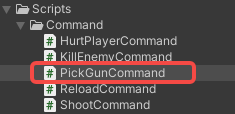 Scripts
Command
HurtPlayerCommand
KillEnemyCommand
PickGunCommand
ReloadCommand
ShootCommand